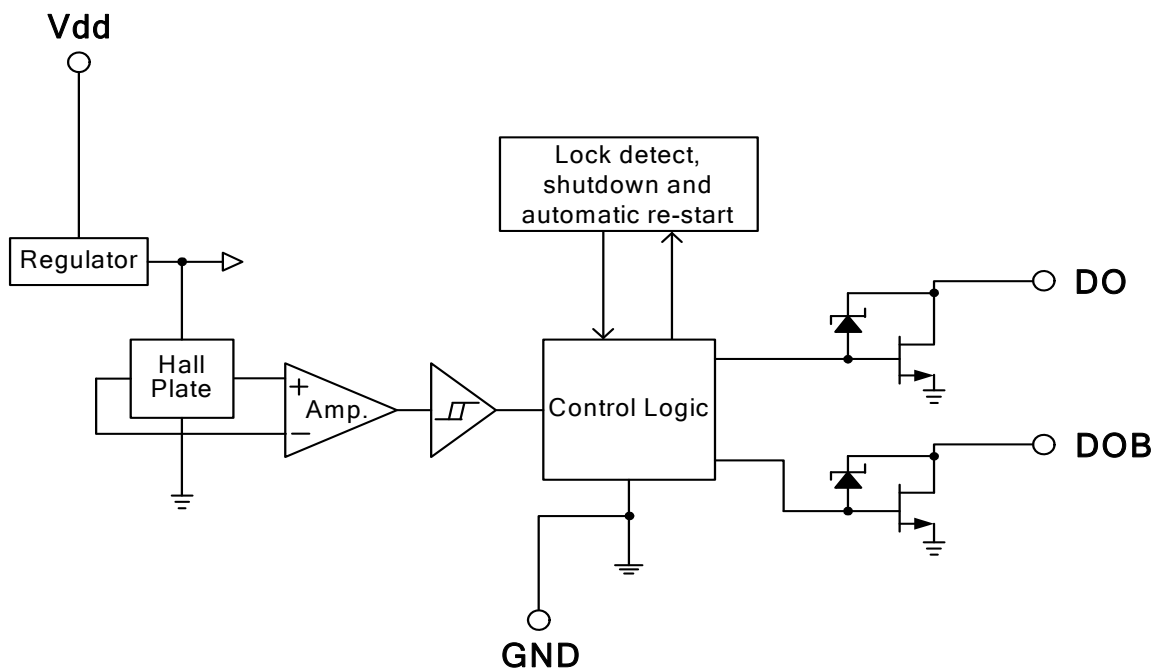 Vdd
Lock detect,
shutdown and
automatic re-start
Regulator
DO
Hall
Plate
+
Amp.
−
Control Logic
DOB
GND